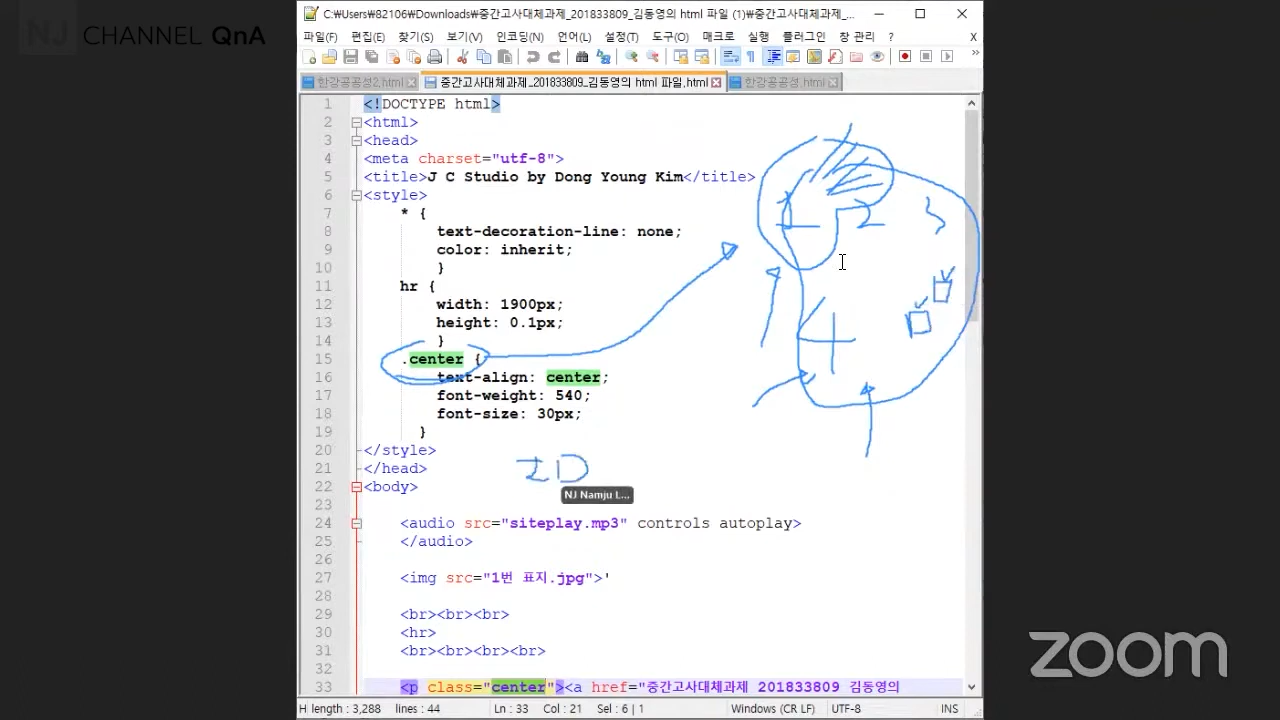 NJ CHANNEL QnA
C:\Users\82106\Downloads\중간고사대체과제_201833809_김동영의 html 파일 (1)\중간고사대체과제_2...
파일(F) 편집(E) 찾기(S) 보기(V) 인코딩(N) 언어(L) 설정(T) 도구(O) 매크로 실행 플러그인 창 관리 ? X
한강공공성2.html 중간고사대체과제_201833809_김동영의 html 파일.html 한강공공성.html
1 <!DOCTYPE html>
2 <html>
3 <head>
4 <meta charset="utf-8">
5 <title>J C Studio by Dong Young Kim</title>
6 <style>
7 * {
8 text-decoration-line: none;
9 color: inherit;
10 }
11 hr {
12 width: 1900px;
13 height: 0.1px;
14 }
15 .center {
16 text-align: center;
17 font-weight: 540;
18 font-size: 30px;
19 }
20 </style>
21 </head>
22 <body>
23
24 <audio src="siteplay.mp3" controls autoplay>
25 </audio>
26
27 <img src="1번 표지.jpg">'
28
29 <br><br><br>
30 <hr>
31 <br><br><br><br>
32
33 <p class="center"><a href="중간고사대체과제 201833809 김동영의
1 2 3
4
ID
NJ Namju L...
H length : 3,288 lines : 44 Ln : 33 Col : 21 Sel : 6 | 1 Windows (CR LF) UTF-8 INS
zoom